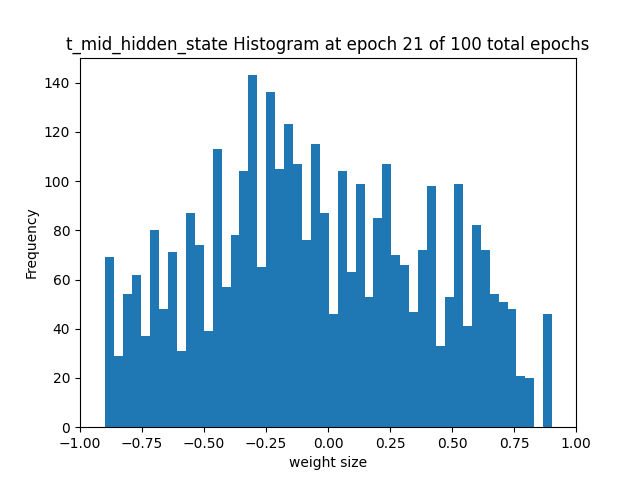 t_mid_hidden_state Histogram at epoch 21 of 100 total epochs
140
120
100
80
60
40
20
0
Frequency
−1.00 −0.75 −0.50 −0.25 0.00 0.25 0.50 0.75 1.00
weight size